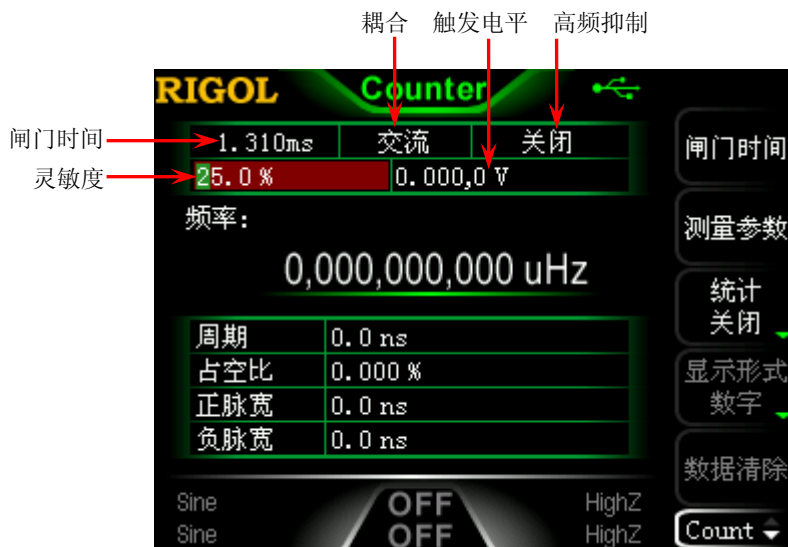 耦合 触发电平 高频抑制
RIGOL Counter
闸门时间 1.310ms 交流 关闭 闸门时间
灵敏度 25.0% 0.000,0 V
频率: 测量参数
0,000,000,000 uHz
统计
关闭
周期 0.0 ns
占空比 0.000 % 显示形式
正脉宽 0.0 ns 数字
负脉宽 0.0 ns
数据清除
Sine OFF HighZ
Sine OFF HighZ Count